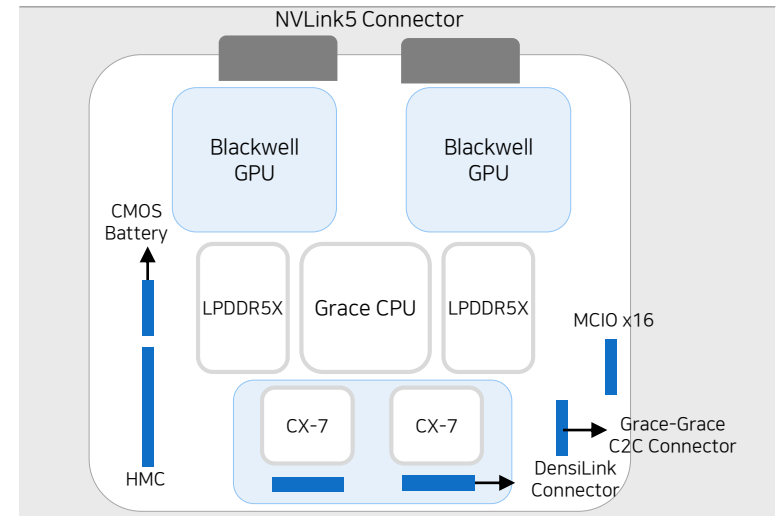 NVLink5 Connector
Blackwell
GPU
Blackwell
GPU
CMOS
Battery
LPDDR5X
Grace CPU
LPDDR5X
MCIO x16
CX-7
CX-7
Grace-Grace
C2C Connector
HMC
DensiLink
Connector